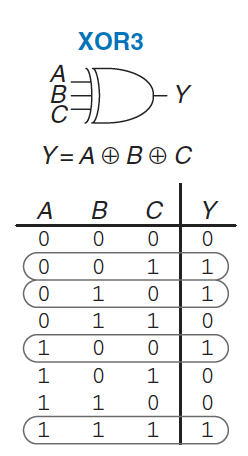 XOR3
A
B
C
Y
Y = A ⊕ B ⊕ C
A B C Y
0 0 0 0
0 0 1 1
0 1 0 1
0 1 1 0
1 0 0 1
1 0 1 0
1 1 0 0
1 1 1 1